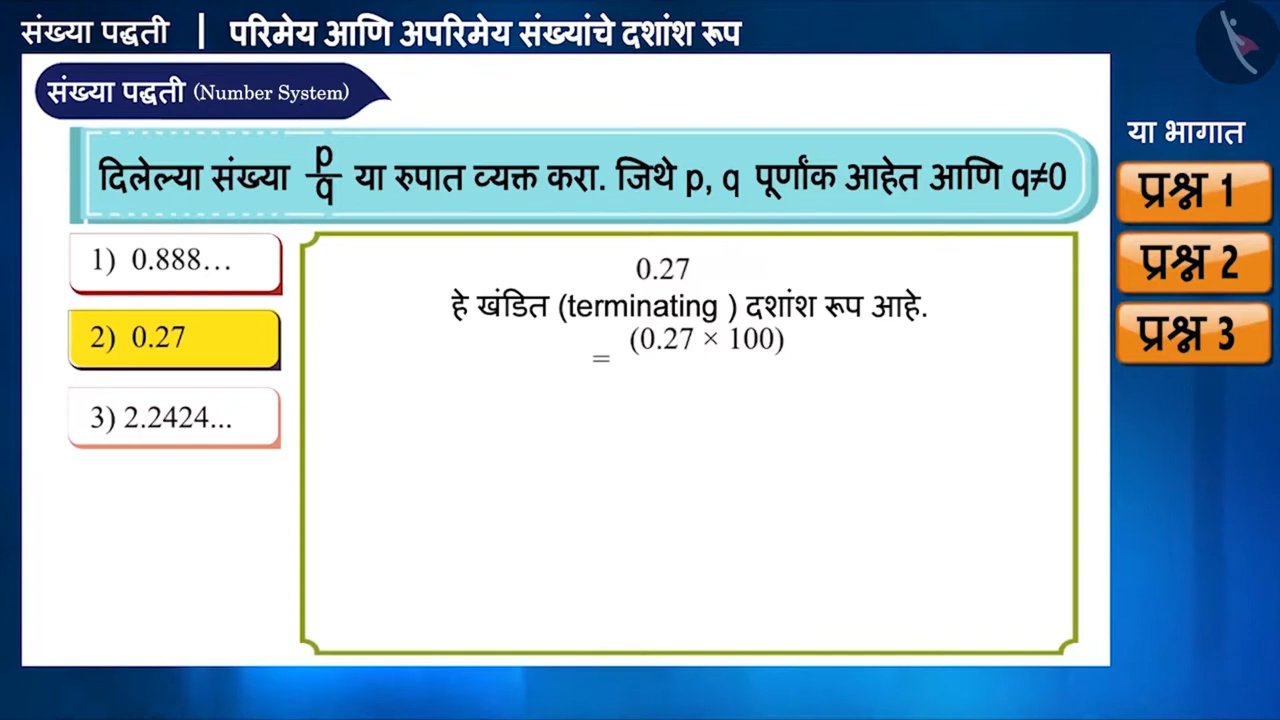 संख्या पद्धती | परिमेय आणि अपरिमेय संख्यांचे दशांश रूप
संख्या पद्धती (Number System)
दिलेल्या संख्या p/q या रुपात व्यक्त करा. जिथे p, q पूर्णांक आहेत आणि q≠0
1) 0.888...
2) 0.27
3) 2.2424...
0.27
हे खंडित (terminating ) दशांश रूप आहे.
= (0.27 × 100)
या भागात
प्रश्न 1
प्रश्न 2
प्रश्न 3